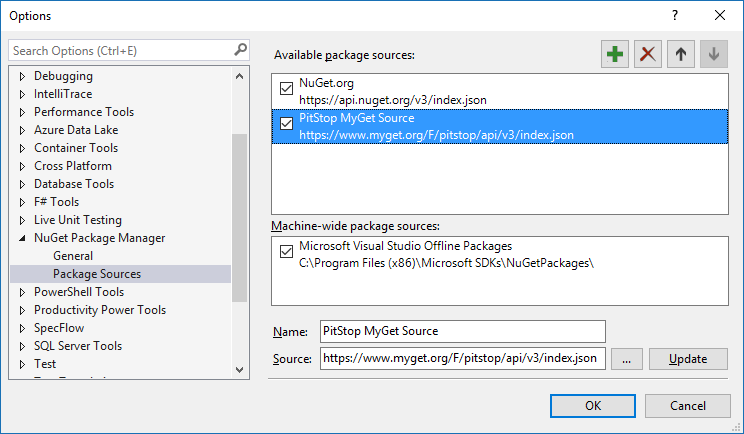 Options
?
Search Options (Ctrl+E)
Debugging
IntelliTrace
Performance Tools
Azure Data Lake
Container Tools
Cross Platform
Database Tools
F# Tools
Live Unit Testing
NuGet Package Manager
General
Package Sources
PowerShell Tools
Productivity Power Tools
SpecFlow
SQL Server Tools
Test
Available package sources:
NuGet.org
https://api.nuget.org/v3/index.json
PitStop MyGet Source
https://www.myget.org/F/pitstop/api/v3/index.json
Machine-wide package sources:
Microsoft Visual Studio Offline Packages
C:\Program Files (x86)\Microsoft SDKs\NuGetPackages\
Name: PitStop MyGet Source
Source: https://www.myget.org/F/pitstop/api/v3/index.json ... Update
OK Cancel